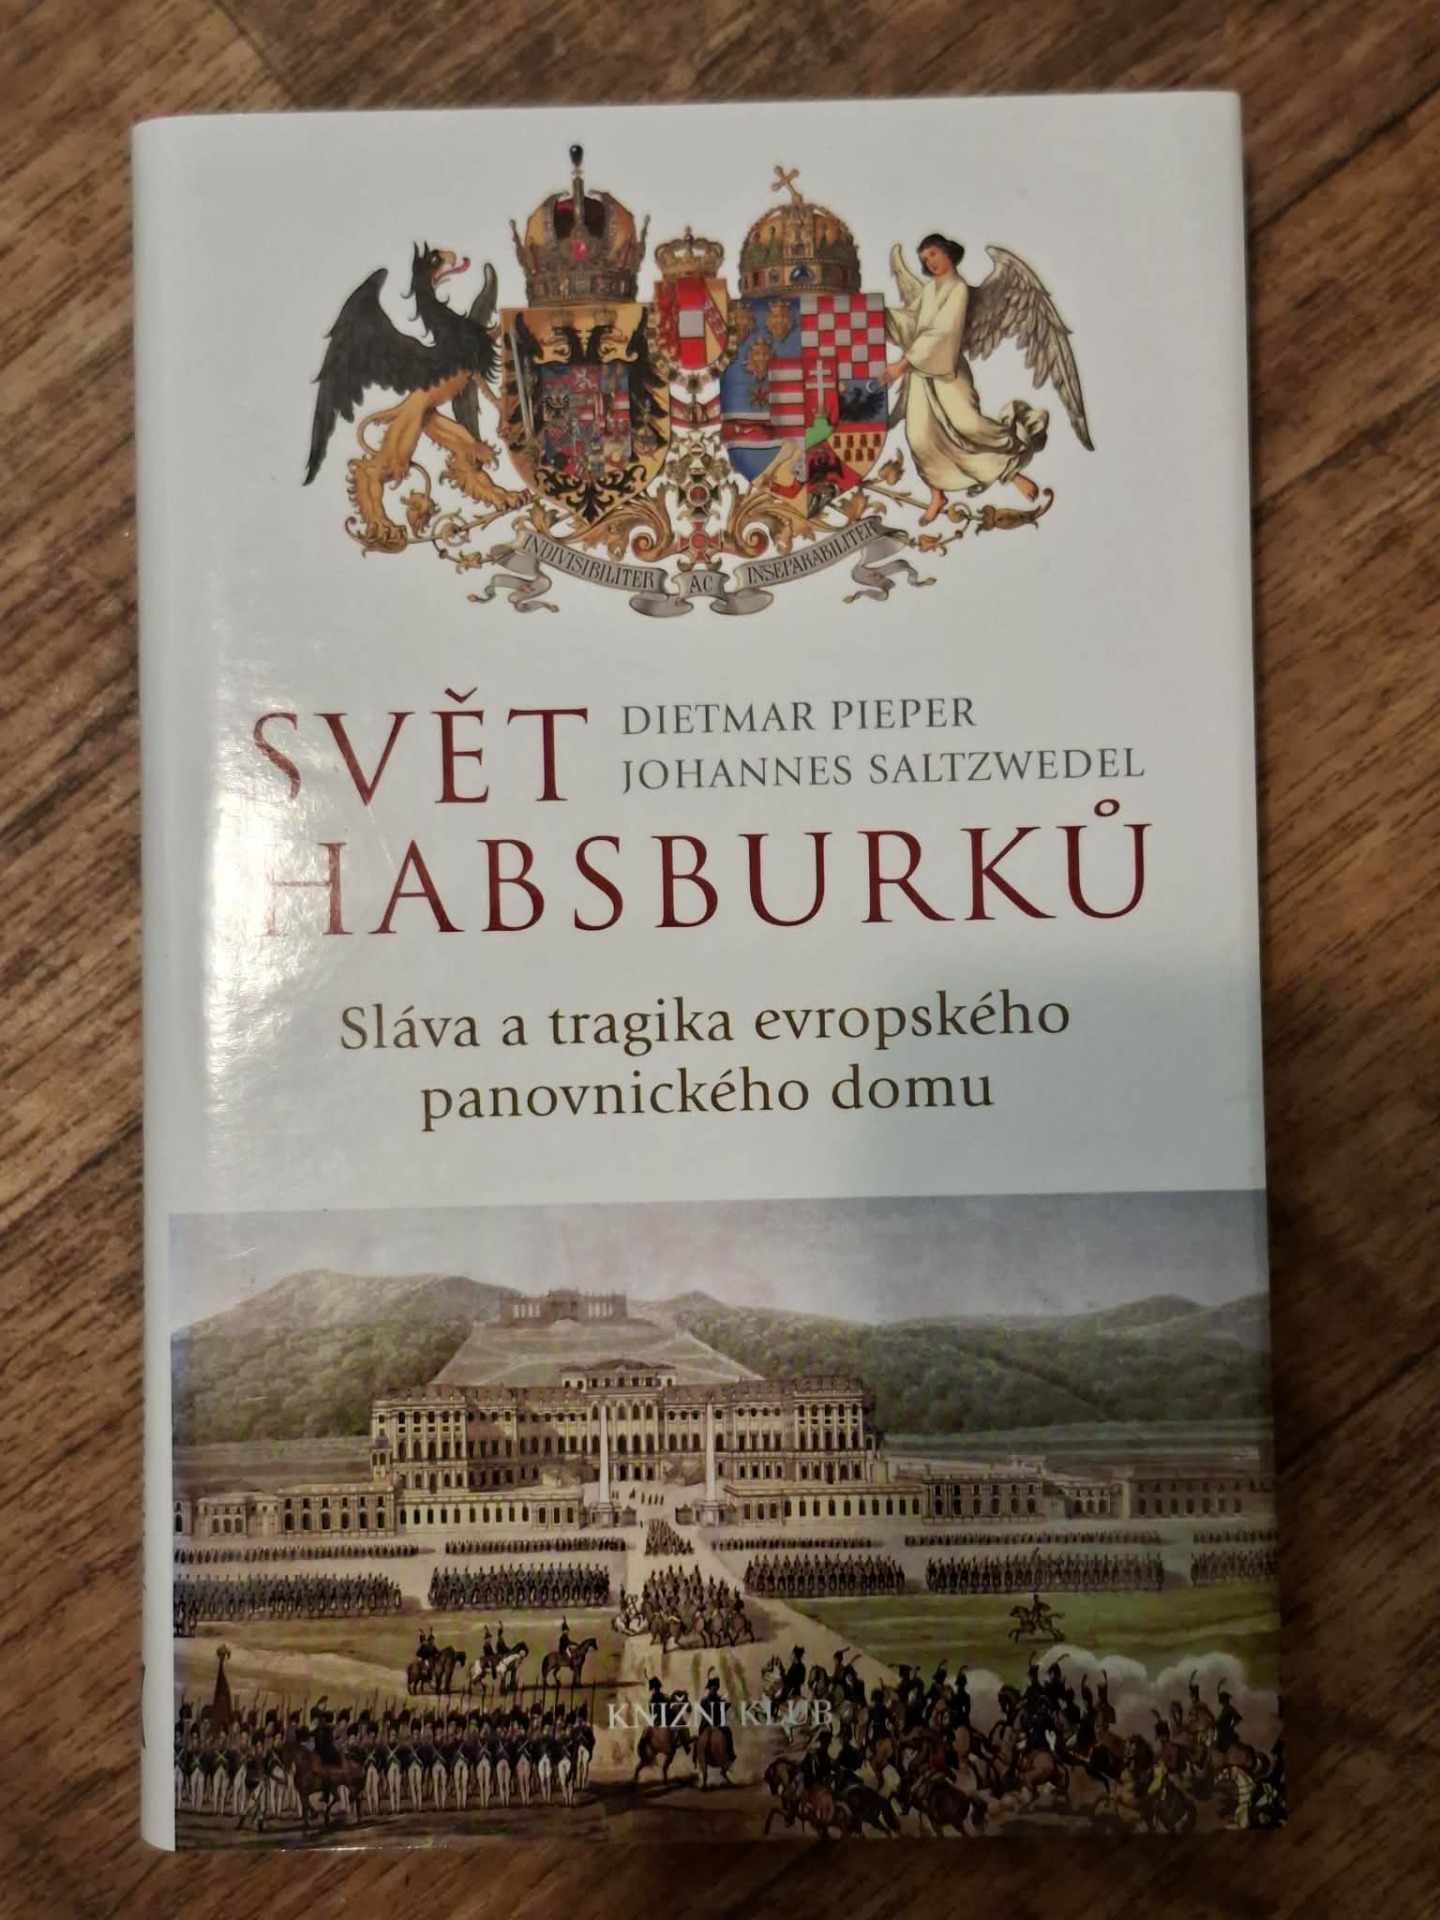 INDIVISIBILITER AC INSEPARABILITER
SVĚT
DIETMAR PIEPER
JOHANNES SALTZWEDEL
HABSBURKŮ
Sláva a tragika evropského
panovnického domu
KNIŽNÍ KLUB